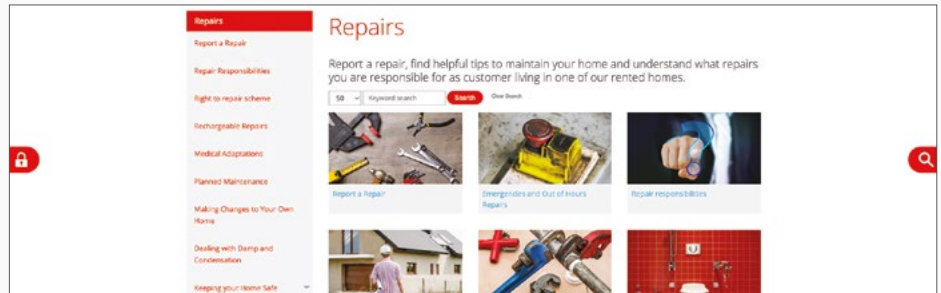 Repairs
Report a Repair
Repair Responsibilities
Right to repair scheme
Rechargeable Repairs
Medical Adaptations
Planned Maintenance
Making Changes to Your Own
Home
Dealing with Damp and
Condensation
Keeping your Home Safe
Repairs
Report a repair, find helpful tips to maintain your home and understand what repairs
you are responsible for as customer living in one of our rented homes.
50 Keyword search Search Clear Search
Report a Repair
Emergencies and Out of Hours
Repairs
Repair responsibilities